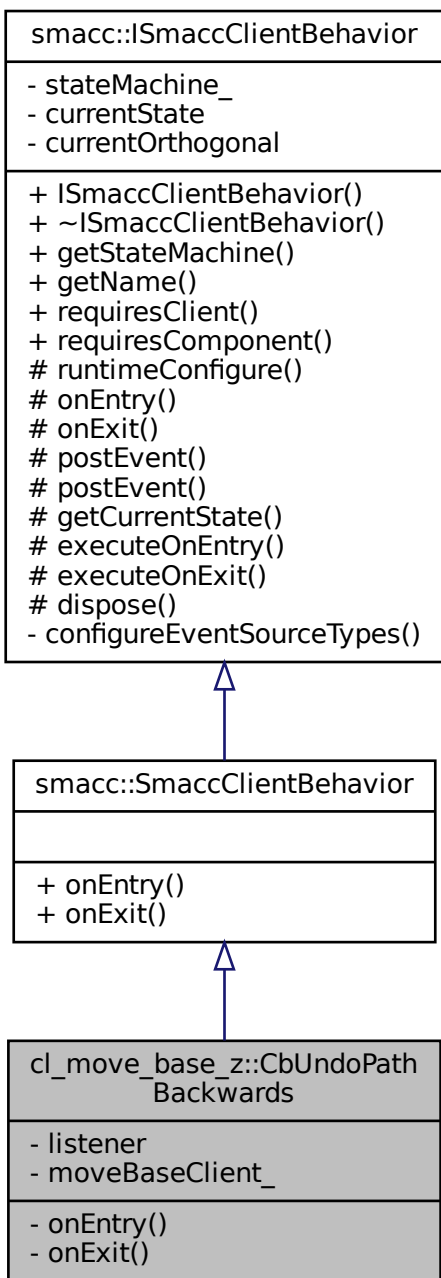 smacc::ISmaccClientBehavior
- stateMachine_
- currentState
- currentOrthogonal
+ ISmaccClientBehavior()
+ ~ISmaccClientBehavior()
+ getStateMachine()
+ getName()
+ requiresClient()
+ requiresComponent()
# runtimeConfigure()
# onEntry()
# onExit()
# postEvent()
# postEvent()
# getCurrentState()
# executeOnEntry()
# executeOnExit()
# dispose()
- configureEventSourceTypes()
smacc::SmaccClientBehavior
+ onEntry()
+ onExit()
cl_move_base_z::CbUndoPath
Backwards
- listener
- moveBaseClient_
- onEntry()
- onExit()